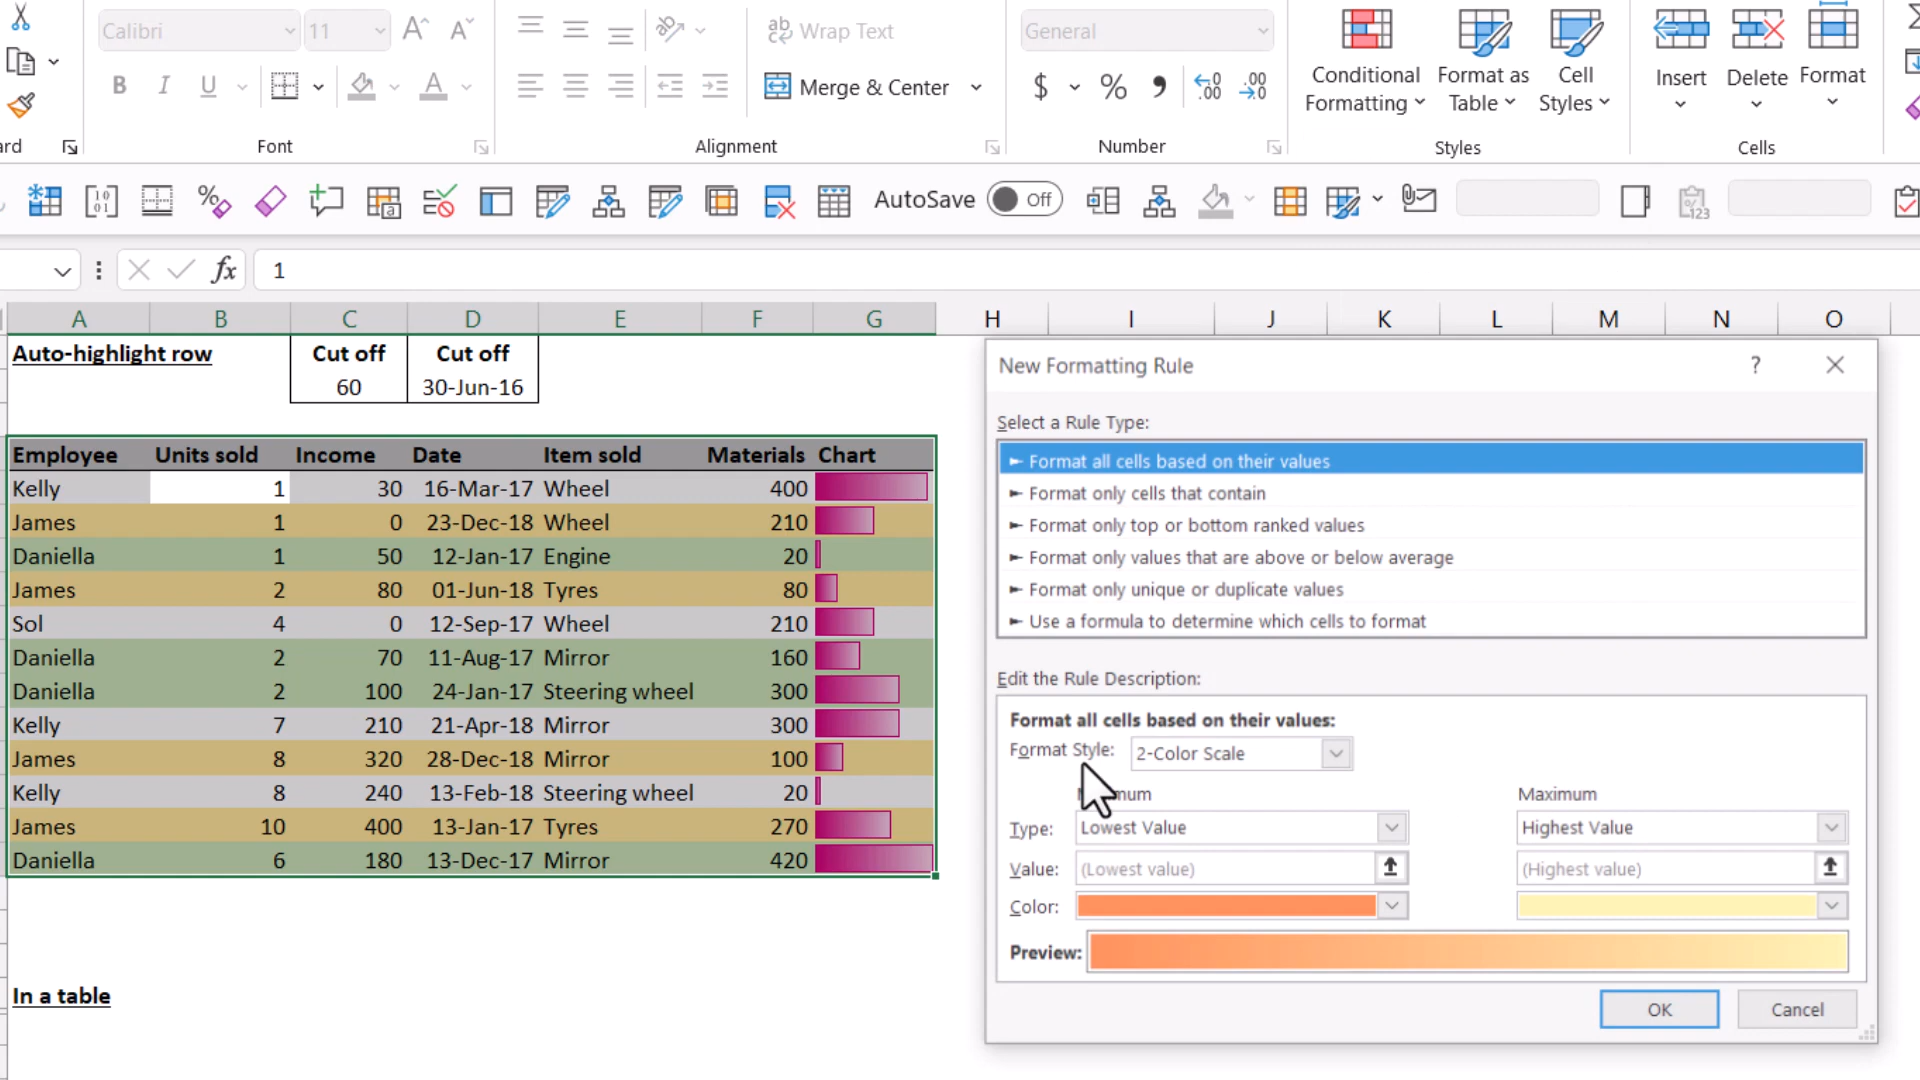 Calibri 11 Wrap Text General
B I U Merge & Center $ % , Conditional Formatting Format as Table Cell Styles Insert Delete Format
ard Font Alignment Number Styles Cells
AutoSave Off
fx 1
A B C D E F G H I J K L M N O
Auto-highlight row Cut off Cut off
60 30-Jun-16
Employee Units sold Income Date Item sold Materials Chart
Kelly 1 30 16-Mar-17 Wheel 400
James 1 0 23-Dec-18 Wheel 210
Daniella 1 50 12-Jan-17 Engine 20
James 2 80 01-Jun-18 Tyres 80
Sol 4 0 12-Sep-17 Wheel 210
Daniella 2 70 11-Aug-17 Mirror 160
Daniella 2 100 24-Jan-17 Steering wheel 300
Kelly 7 210 21-Apr-18 Mirror 300
James 8 320 28-Dec-18 Mirror 100
Kelly 8 240 13-Feb-18 Steering wheel 20
James 10 400 13-Jan-17 Tyres 270
Daniella 6 180 13-Dec-17 Mirror 420
In a table
New Formatting Rule ?
Select a Rule Type:
► Format all cells based on their values
► Format only cells that contain
► Format only top or bottom ranked values
► Format only values that are above or below average
► Format only unique or duplicate values
► Use a formula to determine which cells to format
Edit the Rule Description:
Format all cells based on their values:
Format Style: 2-Color Scale
Maximum
Type: Lowest Value Highest Value
Value: (Lowest value) (Highest value)
Color:
Preview:
OK Cancel